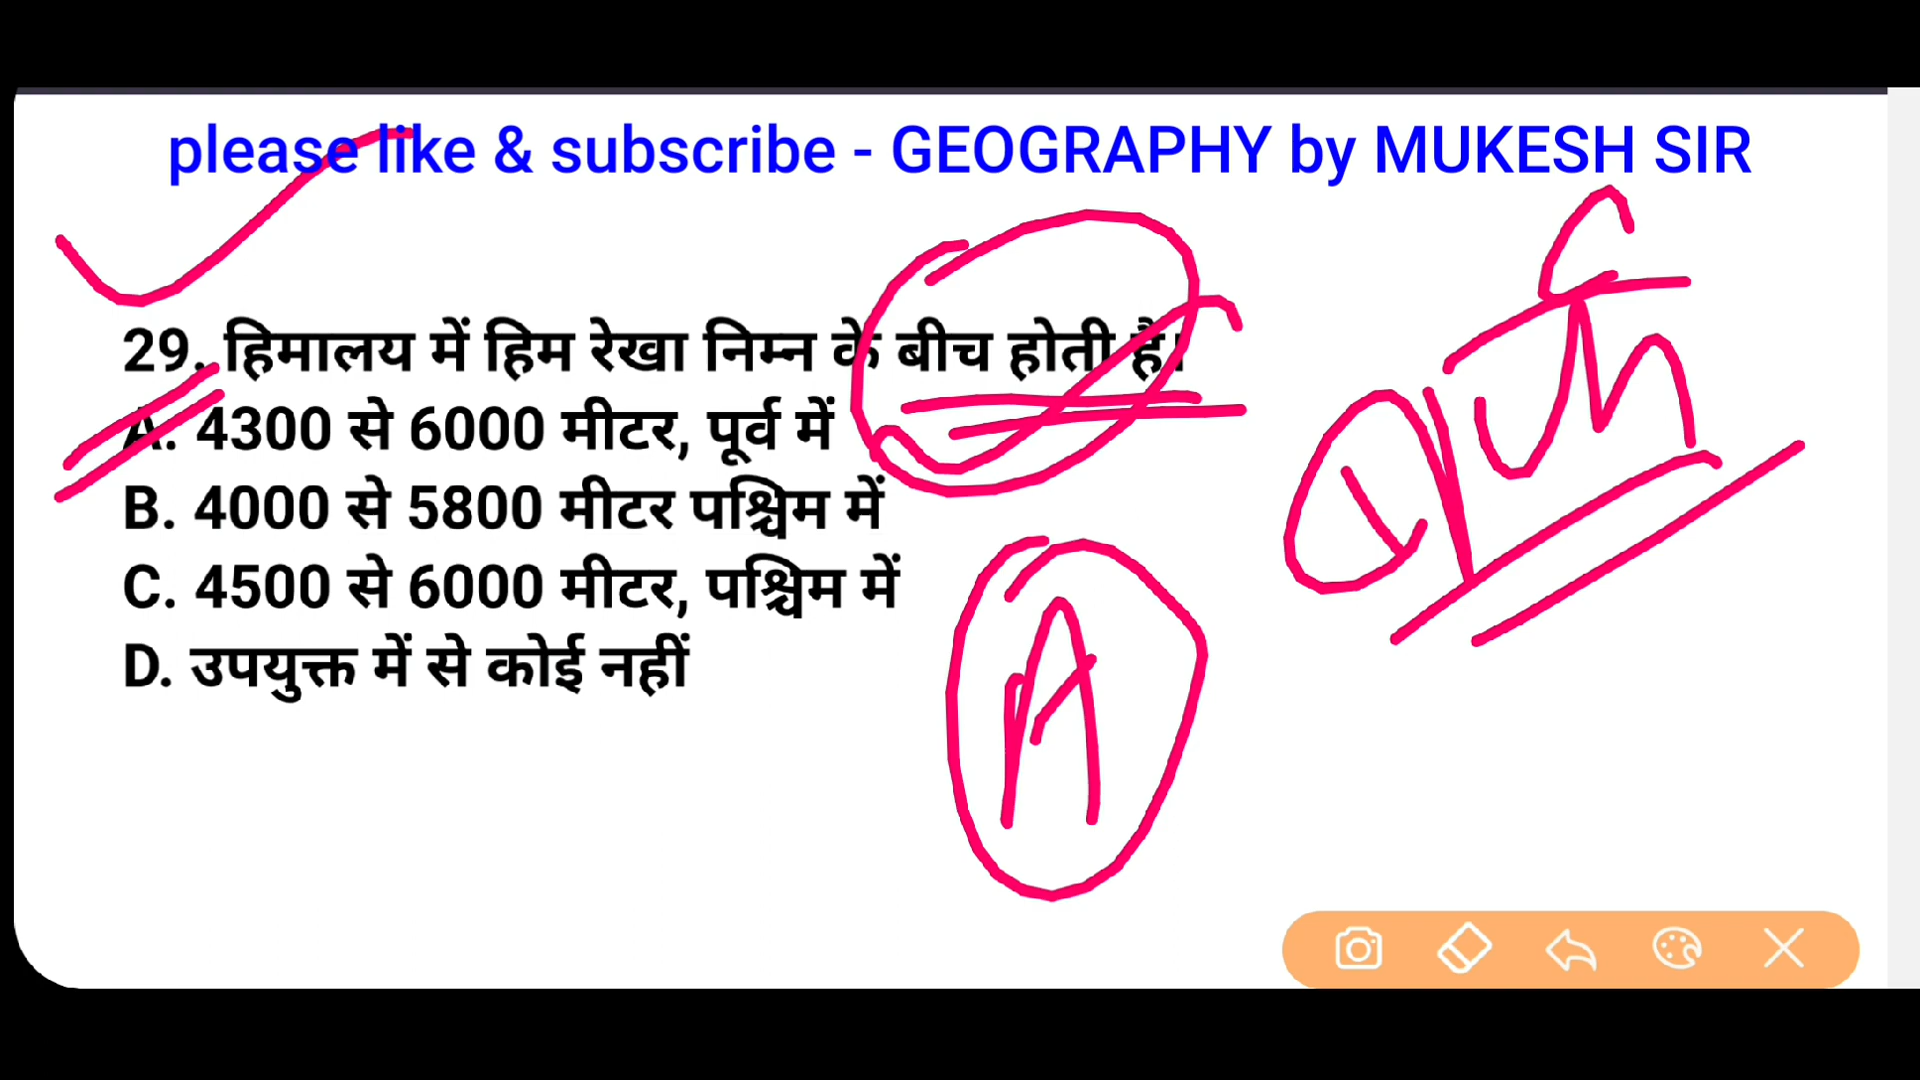 please like & subscribe - GEOGRAPHY by MUKESH SIR
29. हिमालय में हिम रेखा निम्न के बीच होती है।
A. 4300 से 6000 मीटर, पूर्व में
B. 4000 से 5800 मीटर पश्चिम में
C. 4500 से 6000 मीटर, पश्चिम में
D. उपयुक्त में से कोई नहीं
A